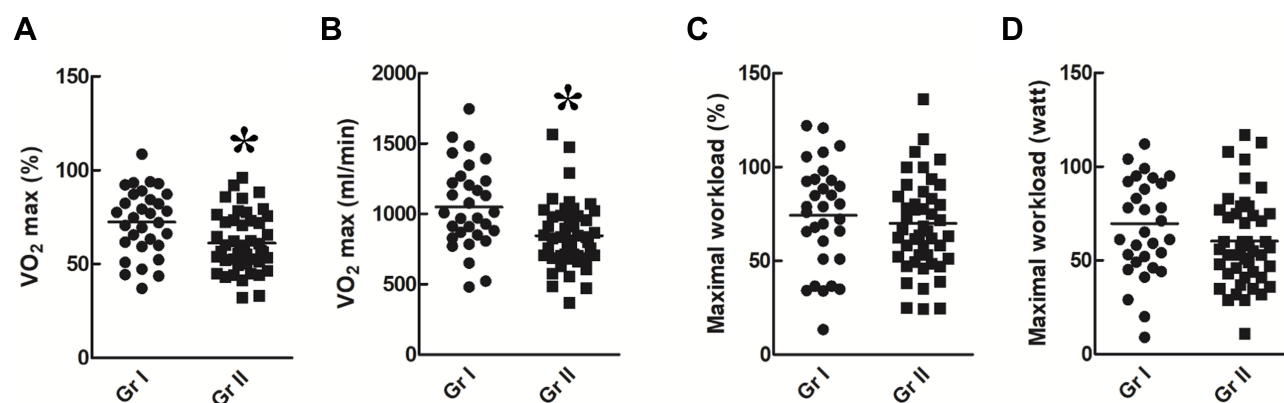 A
B
C
D
VO2 max (%)
150
100
50
0
Gr I
Gr II
*
VO2 max (ml/min)
2000
1500
1000
500
0
Gr I
Gr II
*
Maximal workload (%)
150
100
50
0
Gr I
Gr II
Maximal workload (watt)
150
100
50
0
Gr I
Gr II